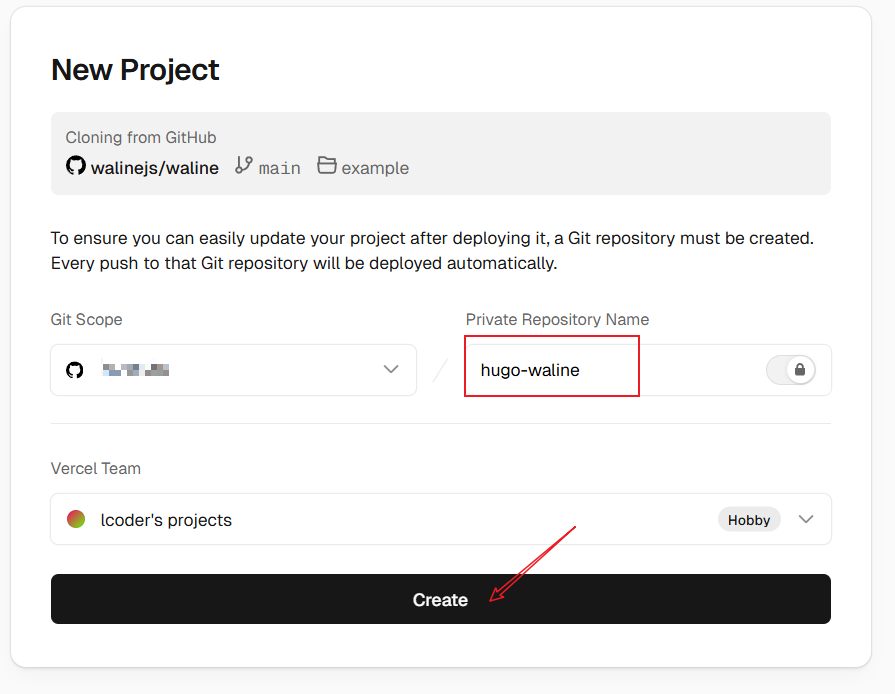 New Project
Cloning from GitHub
walinejs/waline main example
To ensure you can easily update your project after deploying it, a Git repository must be created.
Every push to that Git repository will be deployed automatically.
Git Scope
Private Repository Name
hugo-waline
Vercel Team
lcoder's projects
Hobby
Create